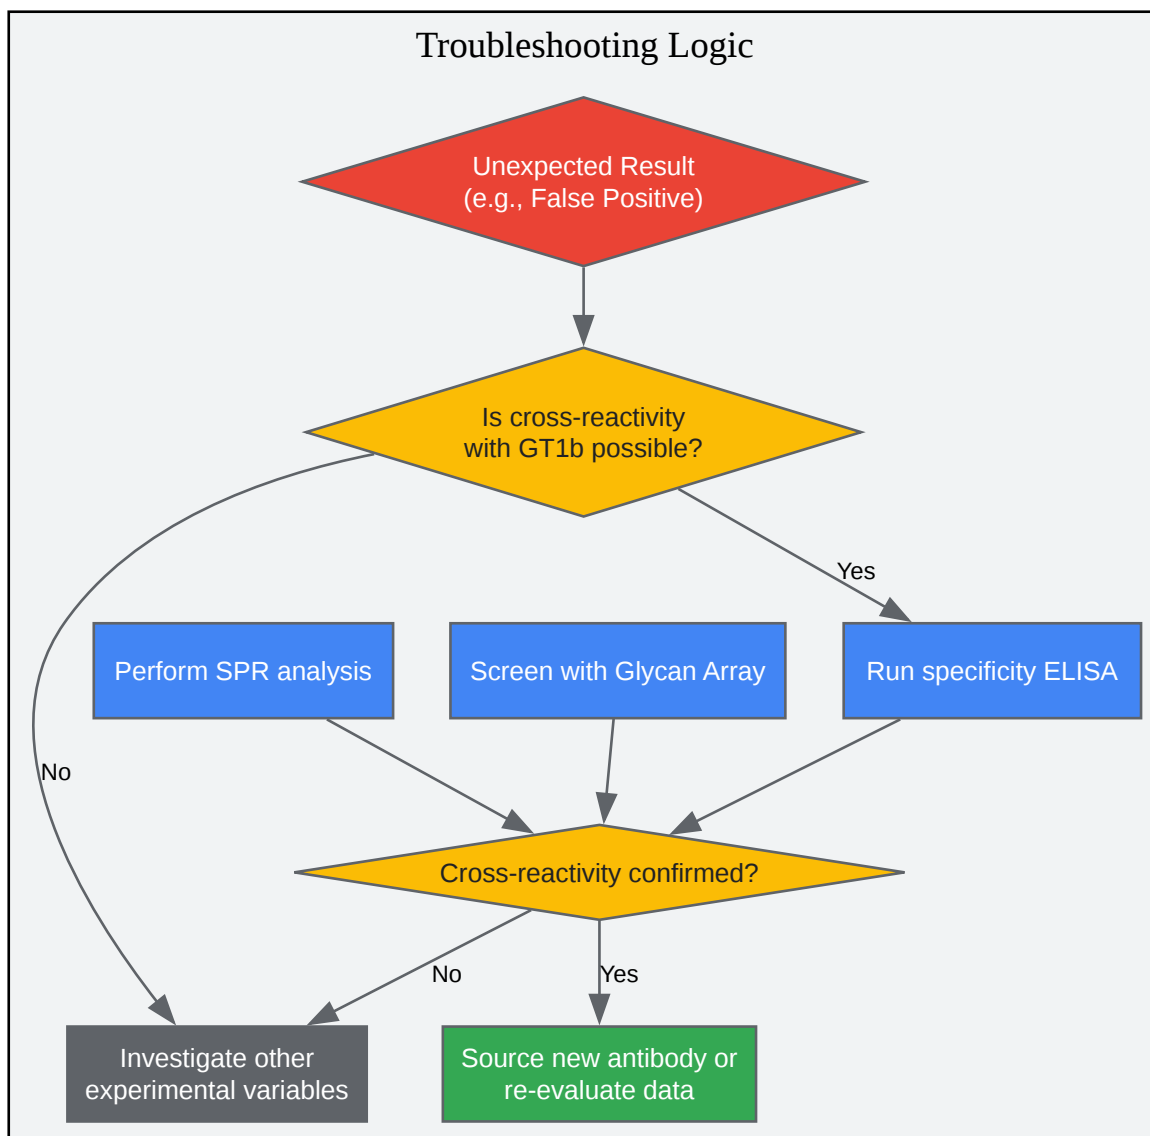 Troubleshooting Logic
Unexpected Result
(e.g., False Positive)
Is cross-reactivity
with GT1b possible?
Yes
Perform SPR analysis
Screen with Glycan Array
Run specificity ELISA
No
Cross-reactivity confirmed?
No
Yes
Investigate other
experimental variables
Source new antibody or
re-evaluate data